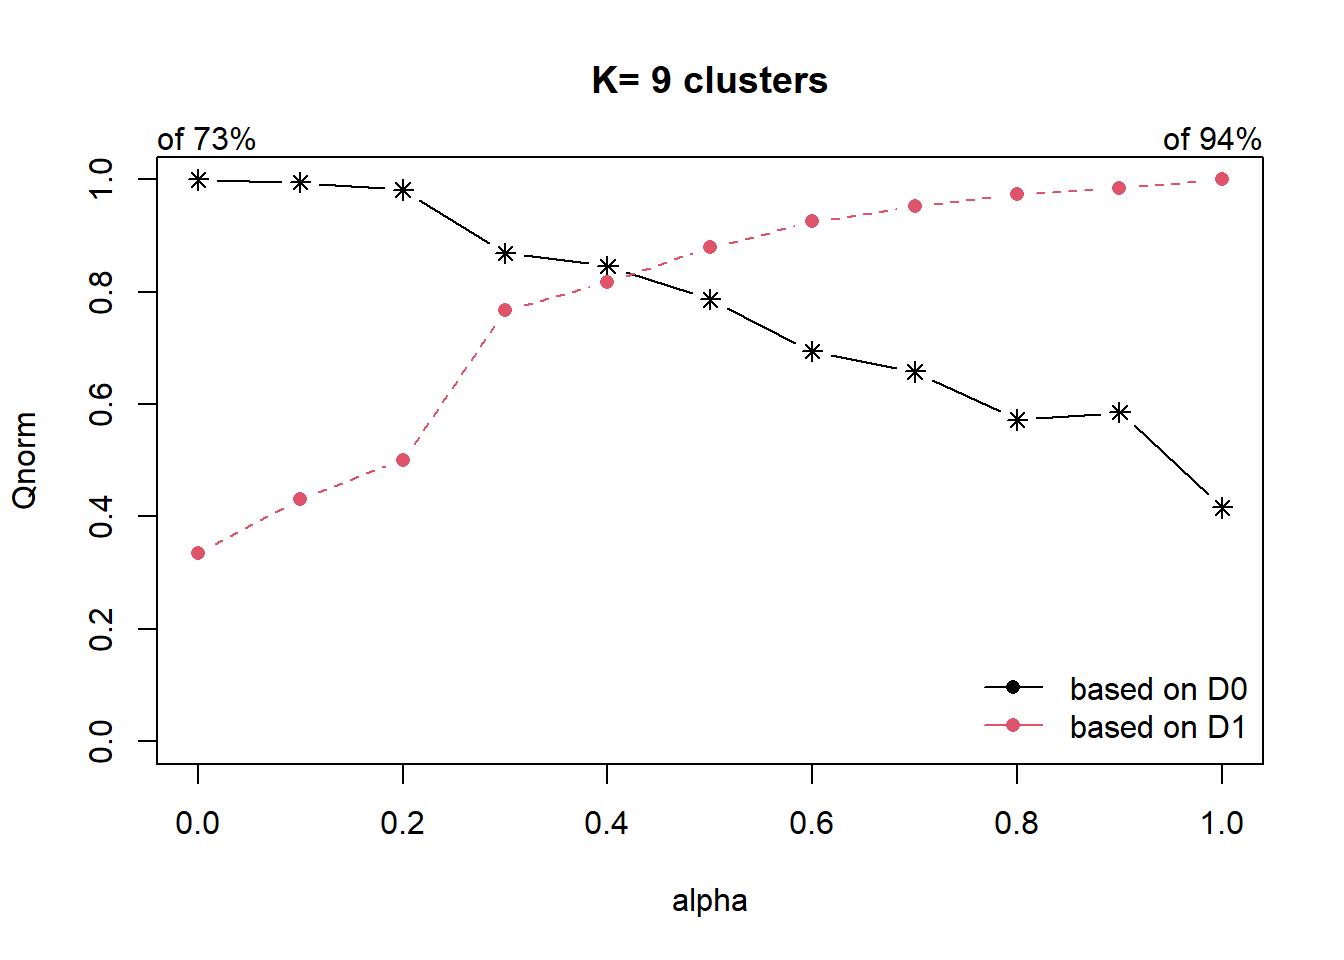 K= 9 clusters
of 73%
of 94%
Qnorm
1.0
0.8
0.6
0.4
0.2
0.0
based on D0
based on D1
0.0 0.2 0.4 0.6 0.8 1.0
alpha